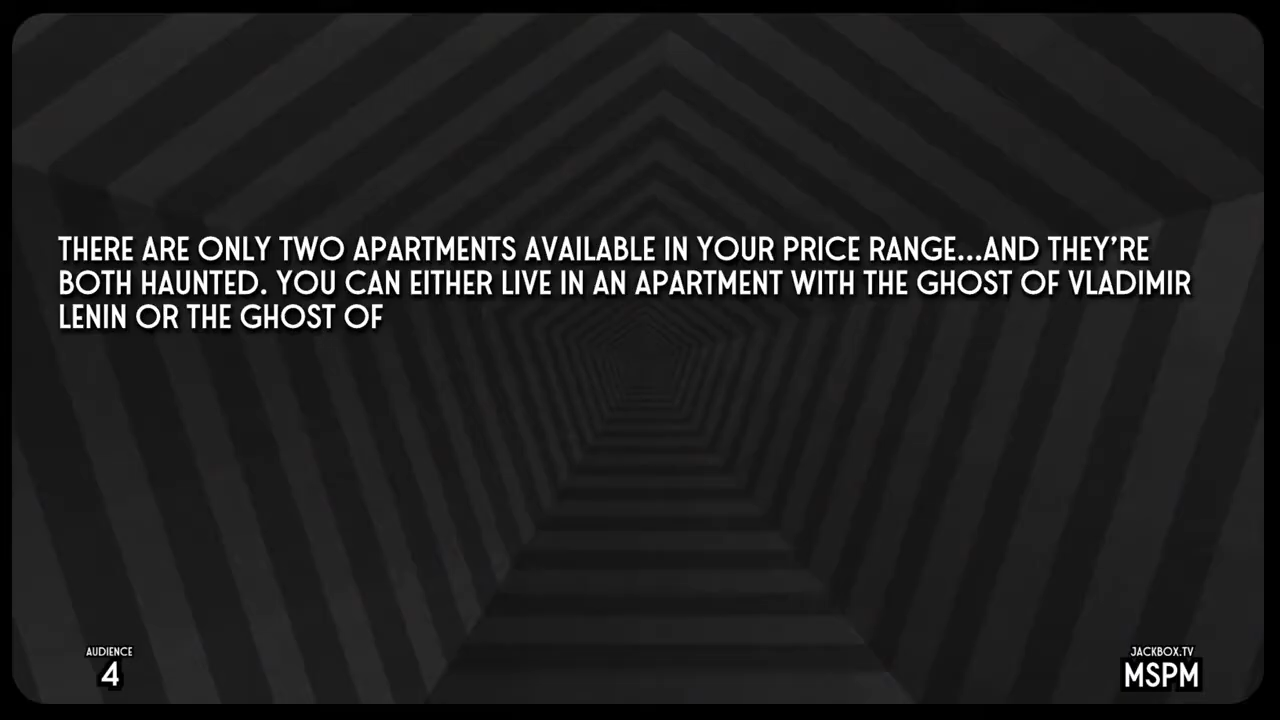 THERE ARE ONLY TWO APARTMENTS AVAILABLE IN YOUR PRICE RANGE...AND THEY'RE
BOTH HAUNTED. YOU CAN EITHER LIVE IN AN APARTMENT WITH THE GHOST OF VLADIMIR
LENIN OR THE GHOST OF
AUDIENCE
4
JACKBOX.TV
MSPM